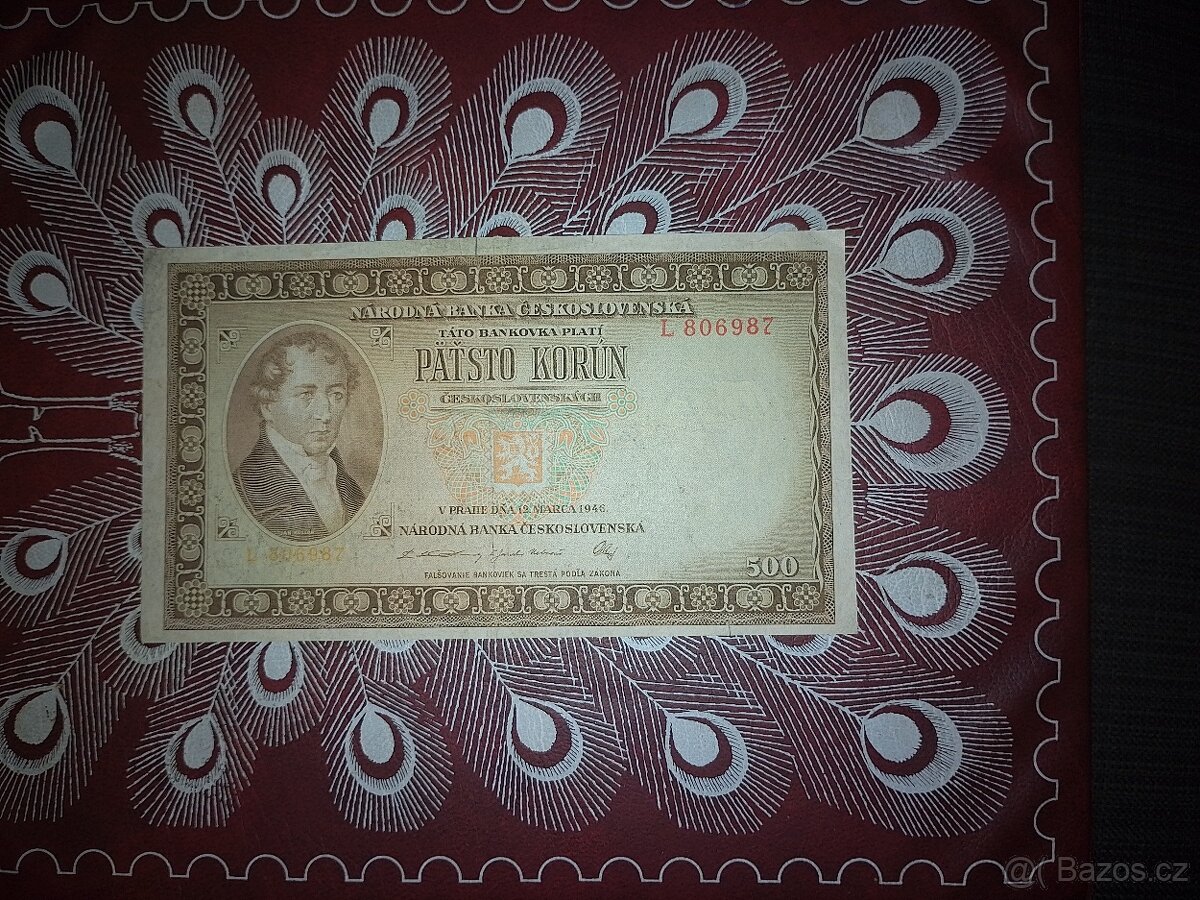 NÁRODNÁ BANKA ČESKOSLOVENSKÁ
TÁTO BANKOVKA PLATÍ
L 806987
PÄŤSTO KORÚN
ČESKOSLOVENSKÝCH
V PRAHE DŇA 12. MARCA 1946.
NÁRODNÁ BANKA ČESKOSLOVENSKÁ
L 806987
500
FALŠOVANIE BANKOVIEK SA TRESTÁ PODĽA ZÁKONA
Bazos.cz